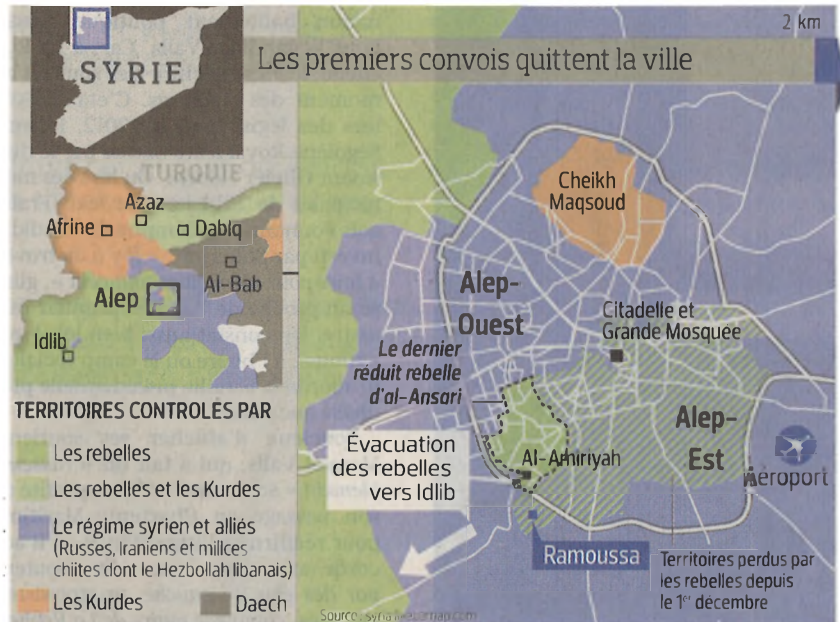 2 km
SYRIE
Les premiers convois quittent la ville
TURQUIE
Azaz
Afrine
Dabiq
Al-Bab
Alep
Idlib
Cheikh
Maqsoud
Alep-
Ouest
Citadelle et
Grande Mosquée
Le dernier
réduit rebelle
d'al-Ansari
Alep-
Est
Évacuation
des rebelles
vers Idlib
Al-Amiriyah
Aéroport
Ramoussa
Territoires perdus par
les rebelles depuis
le 1er décembre
TERRITOIRES CONTROLÉS PAR
Les rebelles
Les rebelles et les Kurdes
Le régime syrien et alliés
(Russes, Iraniens et milices
chiites dont le Hezbollah libanais)
Les Kurdes
Daech
Source: